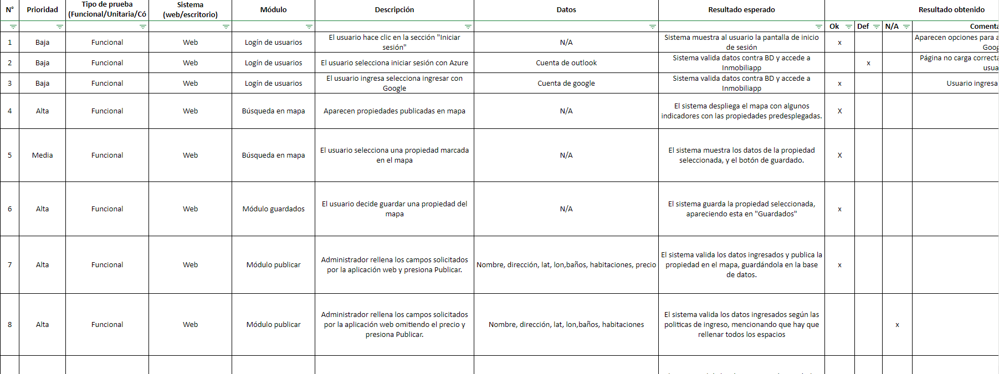 N°
Prioridad
Tipo de prueba
(Funcional/Unitaria/Có
Sistema
(web/escritorio)
Módulo
Descripción
Datos
Resultado esperado
Resultado obtenido
Ok
Def
N/A
Comenta
1
Baja
Funcional
Web
Logín de usuarios
El usuario hace clic en la sección "Iniciar
sesión"
N/A
Sistema muestra al usuario la pantalla de inicio
de sesión
x
Aparecen opciones para a
Goog
2
Baja
Funcional
Web
Logín de usuarios
El usuario selecciona iniciar sesión con Azure
Cuenta de outlook
Sistema valida datos contra BD y accede a
Inmobiliapp
x
Página no carga correcta
usua
3
Baja
Funcional
Web
Logín de usuarios
El usuario ingresa selecciona ingresar con
Google
Cuenta de google
Sistema valida datos contra BD y accede a
Inmobiliapp
x
Usuario ingresa
4
Alta
Funcional
Web
Búsqueda en mapa
Aparecen propiedades publicadas en mapa
N/A
El sistema despliega el mapa con algunos
indicadores con las propiedades predesplegadas.
X
5
Media
Funcional
Web
Búsqueda en mapa
El usuario selecciona una propiedad marcada
en el mapa
N/A
El sistema muestra los datos de la propiedad
seleccionada, y el botón de guardado.
X
6
Alta
Funcional
Web
Módulo guardados
El usuario decide guardar una propiedad del
mapa
N/A
El sistema guarda la propiedad seleccionada,
apareciendo esta en "Guardados"
x
7
Alta
Funcional
Web
Módulo publicar
Administrador rellena los campos solicitados
por la aplicación web y presiona Publicar.
Nombre, dirección, lat, lon,baños, habitaciones, precio
El sistema valida los datos ingresados y publica la
propiedad en el mapa, guardándola en la base
de datos.
x
8
Alta
Funcional
Web
Módulo publicar
Administrador rellena los campos solicitados
por la aplicación web omitiendo el precio y
presiona Publicar.
Nombre, dirección, lat, lon,baños, habitaciones
El sistema valida los datos ingresados según las
politicas de ingreso, mencionando que hay que
rellenar todos los espacios
x